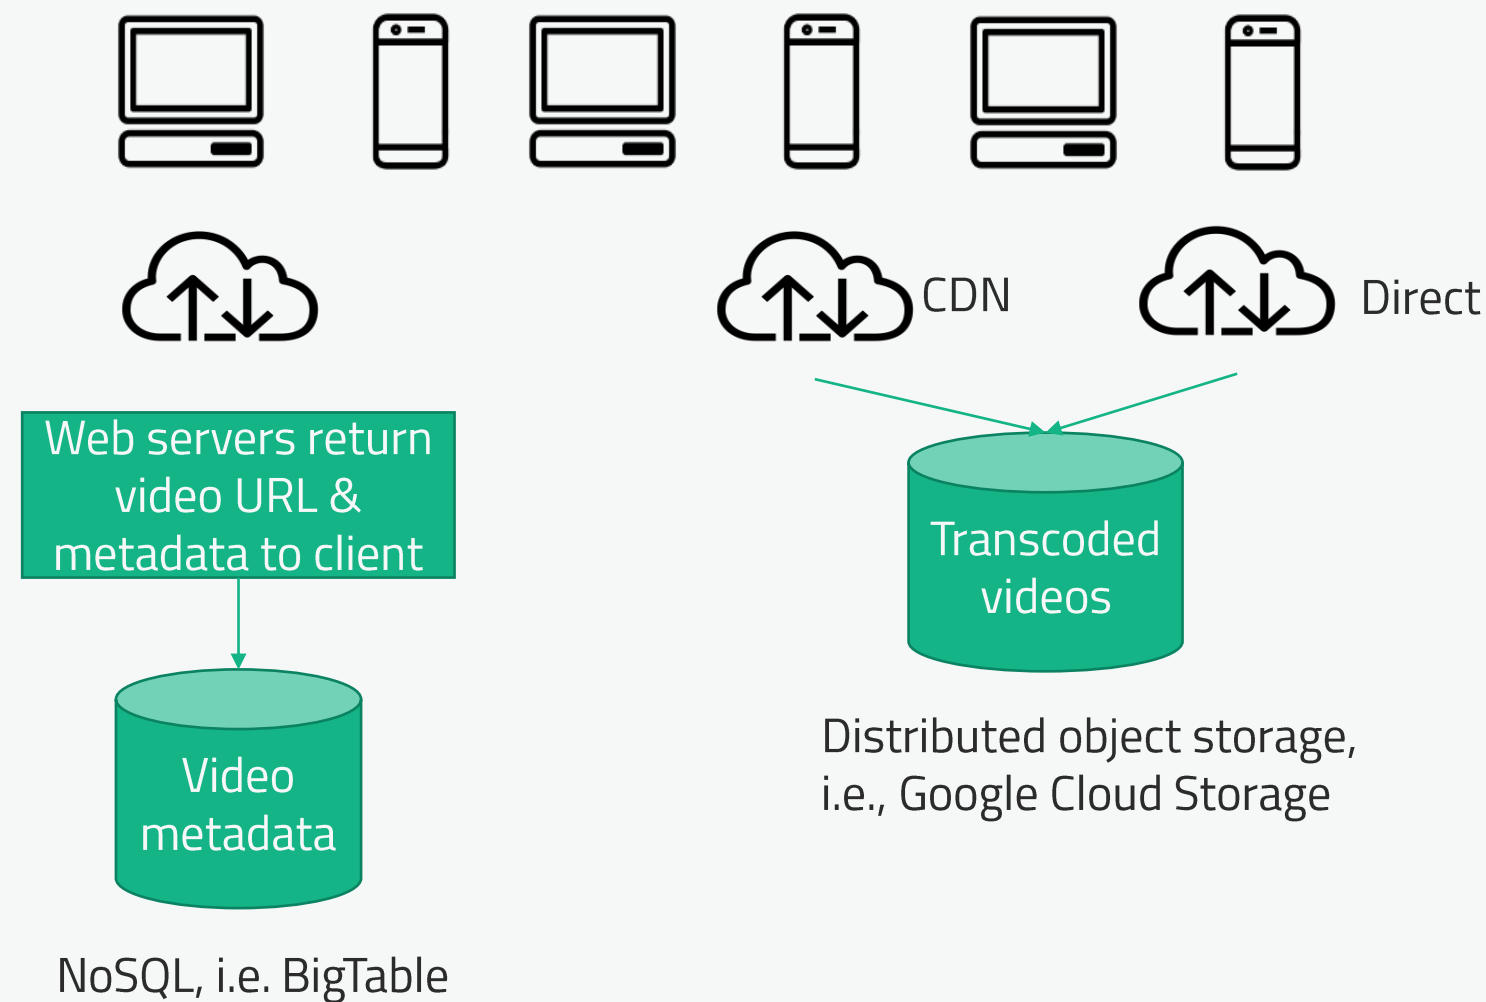 CDN
Direct
Web servers return
video URL &
metadata to client
Transcoded
videos
Distributed object storage,
i.e., Google Cloud Storage
Video
metadata
NoSQL, i.e. BigTable